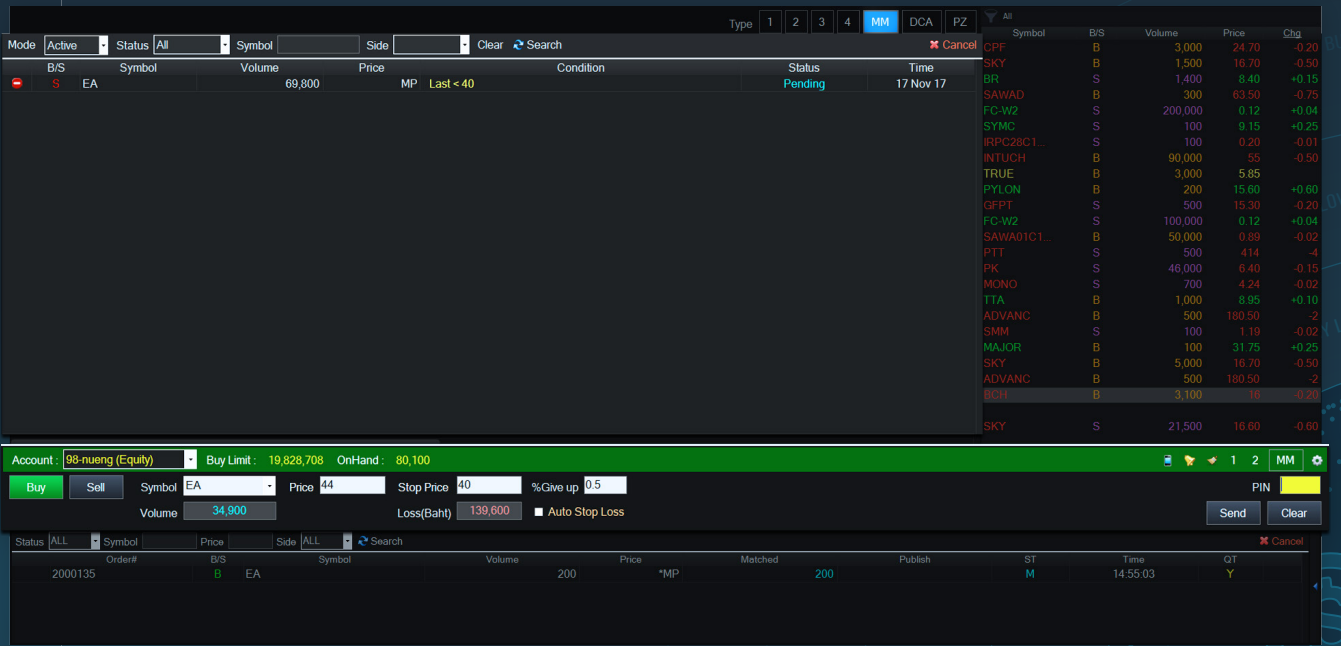 Type 1 2 3 4 MM DCA PZ
All
Mode Active Status All Symbol Side Clear Search Cancel
B/S Symbol Volume Price Condition Status Time
S EA 69,800 MP Last < 40 Pending 17 Nov 17
Symbol B/S Volume Price Chg
CPF B 3,000 24.70 -0.20
SKY B 1,500 16.70 -0.50
BR S 1,400 8.40 +0.15
SAWAD B 300 63.50 -0.75
FC-W2 S 200,000 0.12 +0.04
SYMC S 100 9.15 +0.25
IRPC28C1... S 100 0.20 -0.01
INTUCH B 90,000 55 -0.50
TRUE B 3,000 5.85
PYLON B 200 15.60 +0.60
GFPT S 500 15.30 -0.20
FC-W2 S 100,000 0.12 +0.04
SAWA01C1... B 50,000 0.89 -0.02
PTT S 500 414 -4
PK S 46,000 6.40 -0.15
MONO S 700 4.24 -0.02
TTA B 1,000 8.95 +0.10
ADVANC B 500 180.50 -2
SMM S 100 1.19 -0.02
MAJOR B 100 31.75 +0.25
SKY B 5,000 16.70 -0.50
ADVANC B 500 180.50 -2
BCH B 3,100 16 -0.20
SKY S 21,500 16.60 -0.60
Account : 98-nueng (Equity) Buy Limit : 19,828,708 OnHand : 80,100 1 2 MM
Buy Sell Symbol EA Price 44 Stop Price 40 %Give up 0.5 PIN
Volume 34,900 Loss(Baht) 139,600 Auto Stop Loss Send Clear
Status ALL Symbol Price Side ALL Search Cancel
Order# B/S Symbol Volume Price Matched Publish ST Time QT
2000135 B EA 200 *MP 200 M 14:55:03 Y